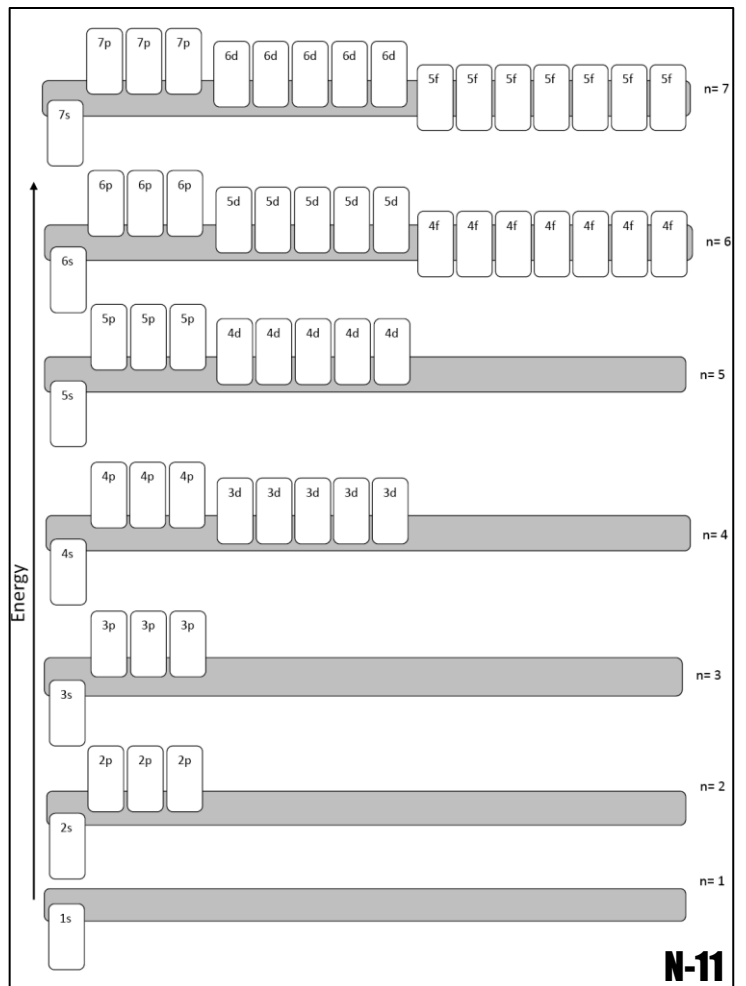 7p 7p 7p
6d 6d 6d 6d 6d
5f 5f 5f 5f 5f 5f 5f
n= 7
7s
6p 6p 6p
5d 5d 5d 5d 5d
4f 4f 4f 4f 4f 4f 4f
n= 6
6s
5p 5p 5p
4d 4d 4d 4d 4d
n= 5
5s
4p 4p 4p
3d 3d 3d 3d 3d
n= 4
4s
Energy
3p 3p 3p
n= 3
3s
2p 2p 2p
n= 2
2s
n= 1
1s
N-11